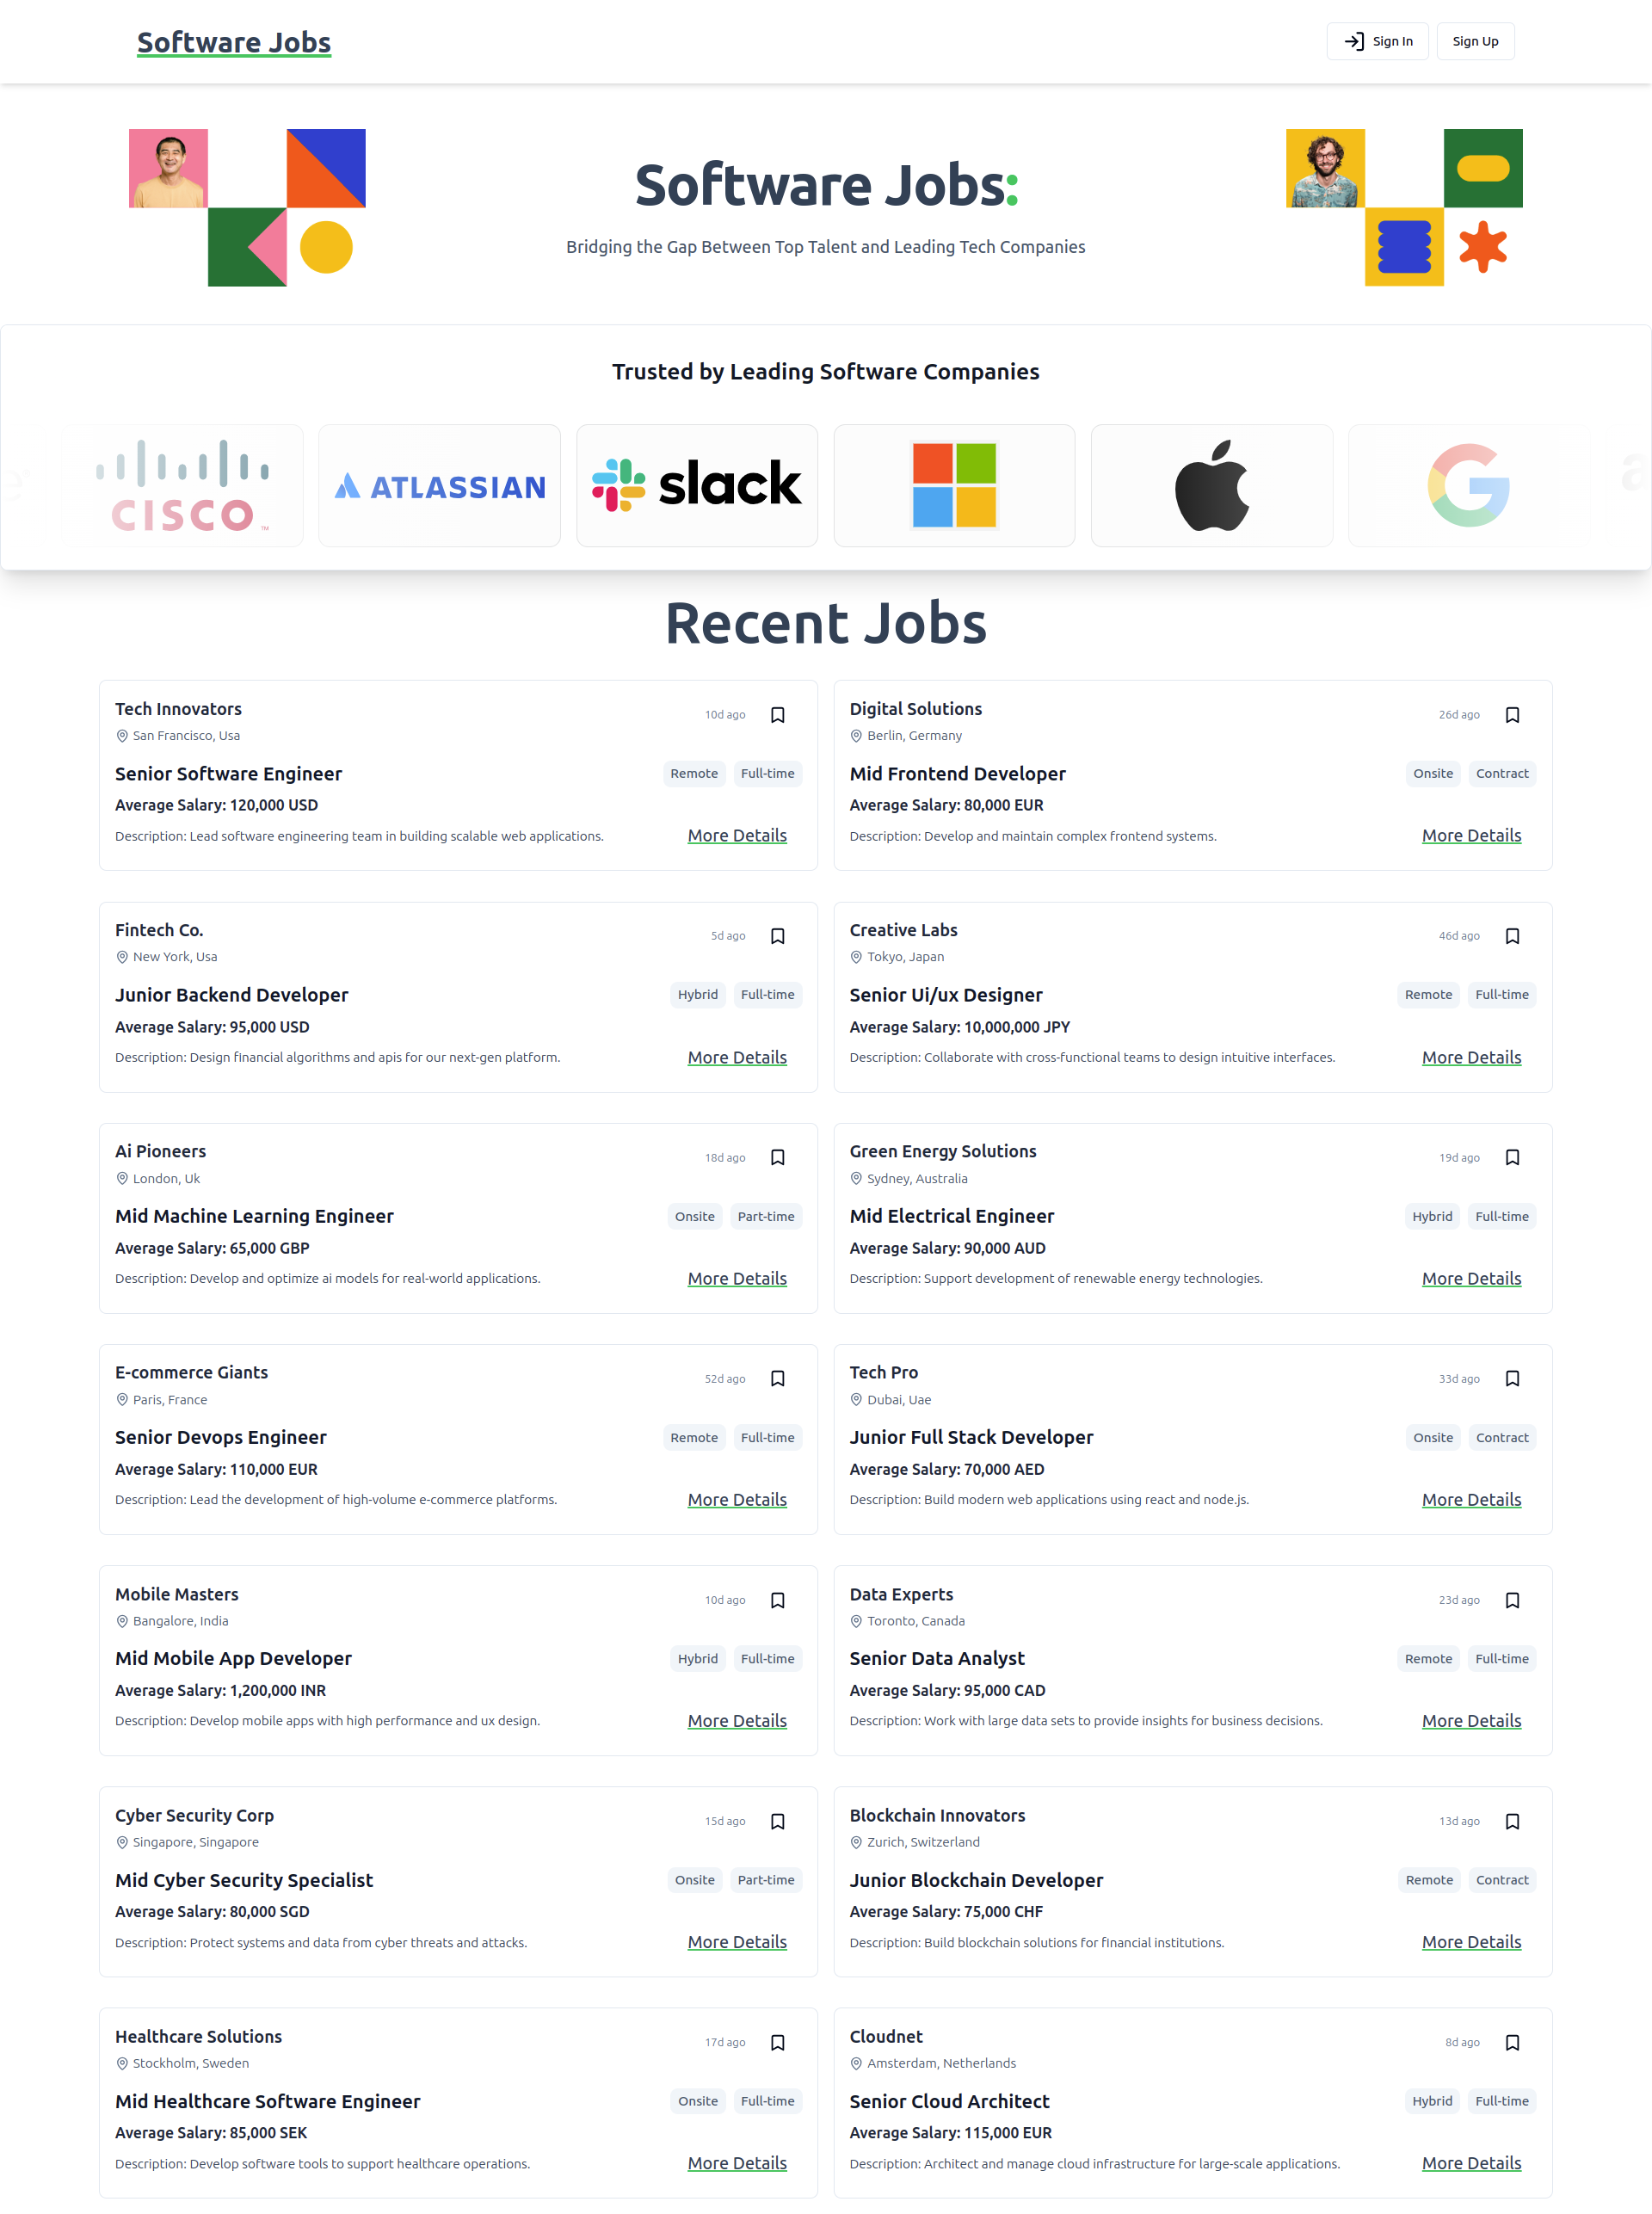 Software Jobs
Sign In
Sign Up
Software Jobs:
Bridging the Gap Between Top Talent and Leading Tech Companies
Trusted by Leading Software Companies
CISCO™
ATLASSIAN
slack
Recent Jobs
Tech Innovators
10d ago
San Francisco, Usa
Senior Software Engineer
Remote
Full-time
Average Salary: 120,000 USD
Description: Lead software engineering team in building scalable web applications.
More Details
Digital Solutions
26d ago
Berlin, Germany
Mid Frontend Developer
Onsite
Contract
Average Salary: 80,000 EUR
Description: Develop and maintain complex frontend systems.
More Details
Fintech Co.
5d ago
New York, Usa
Junior Backend Developer
Hybrid
Full-time
Average Salary: 95,000 USD
Description: Design financial algorithms and apis for our next-gen platform.
More Details
Creative Labs
46d ago
Tokyo, Japan
Senior Ui/ux Designer
Remote
Full-time
Average Salary: 10,000,000 JPY
Description: Collaborate with cross-functional teams to design intuitive interfaces.
More Details
Ai Pioneers
18d ago
London, Uk
Mid Machine Learning Engineer
Onsite
Part-time
Average Salary: 65,000 GBP
Description: Develop and optimize ai models for real-world applications.
More Details
Green Energy Solutions
19d ago
Sydney, Australia
Mid Electrical Engineer
Hybrid
Full-time
Average Salary: 90,000 AUD
Description: Support development of renewable energy technologies.
More Details
E-commerce Giants
52d ago
Paris, France
Senior Devops Engineer
Remote
Full-time
Average Salary: 110,000 EUR
Description: Lead the development of high-volume e-commerce platforms.
More Details
Tech Pro
33d ago
Dubai, Uae
Junior Full Stack Developer
Onsite
Contract
Average Salary: 70,000 AED
Description: Build modern web applications using react and node.js.
More Details
Mobile Masters
10d ago
Bangalore, India
Mid Mobile App Developer
Hybrid
Full-time
Average Salary: 1,200,000 INR
Description: Develop mobile apps with high performance and ux design.
More Details
Data Experts
23d ago
Toronto, Canada
Senior Data Analyst
Remote
Full-time
Average Salary: 95,000 CAD
Description: Work with large data sets to provide insights for business decisions.
More Details
Cyber Security Corp
15d ago
Singapore, Singapore
Mid Cyber Security Specialist
Onsite
Part-time
Average Salary: 80,000 SGD
Description: Protect systems and data from cyber threats and attacks.
More Details
Blockchain Innovators
13d ago
Zurich, Switzerland
Junior Blockchain Developer
Remote
Contract
Average Salary: 75,000 CHF
Description: Build blockchain solutions for financial institutions.
More Details
Healthcare Solutions
17d ago
Stockholm, Sweden
Mid Healthcare Software Engineer
Onsite
Full-time
Average Salary: 85,000 SEK
Description: Develop software tools to support healthcare operations.
More Details
Cloudnet
8d ago
Amsterdam, Netherlands
Senior Cloud Architect
Hybrid
Full-time
Average Salary: 115,000 EUR
Description: Architect and manage cloud infrastructure for large-scale applications.
More Details